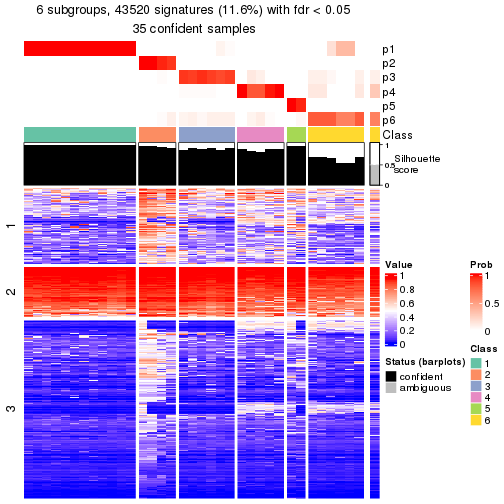 6 subgroups, 43520 signatures (11.6%) with fdr < 0.05
35 confident samples
p1
p2
p3
p4
p5
p6
Class
1
0.5
0
Silhouette
score
1
2
3
Value
1
0.8
0.6
0.4
0.2
0
Prob
1
0.5
0
Status (barplots)
confident
ambiguous
Class
1
2
3
4
5
6